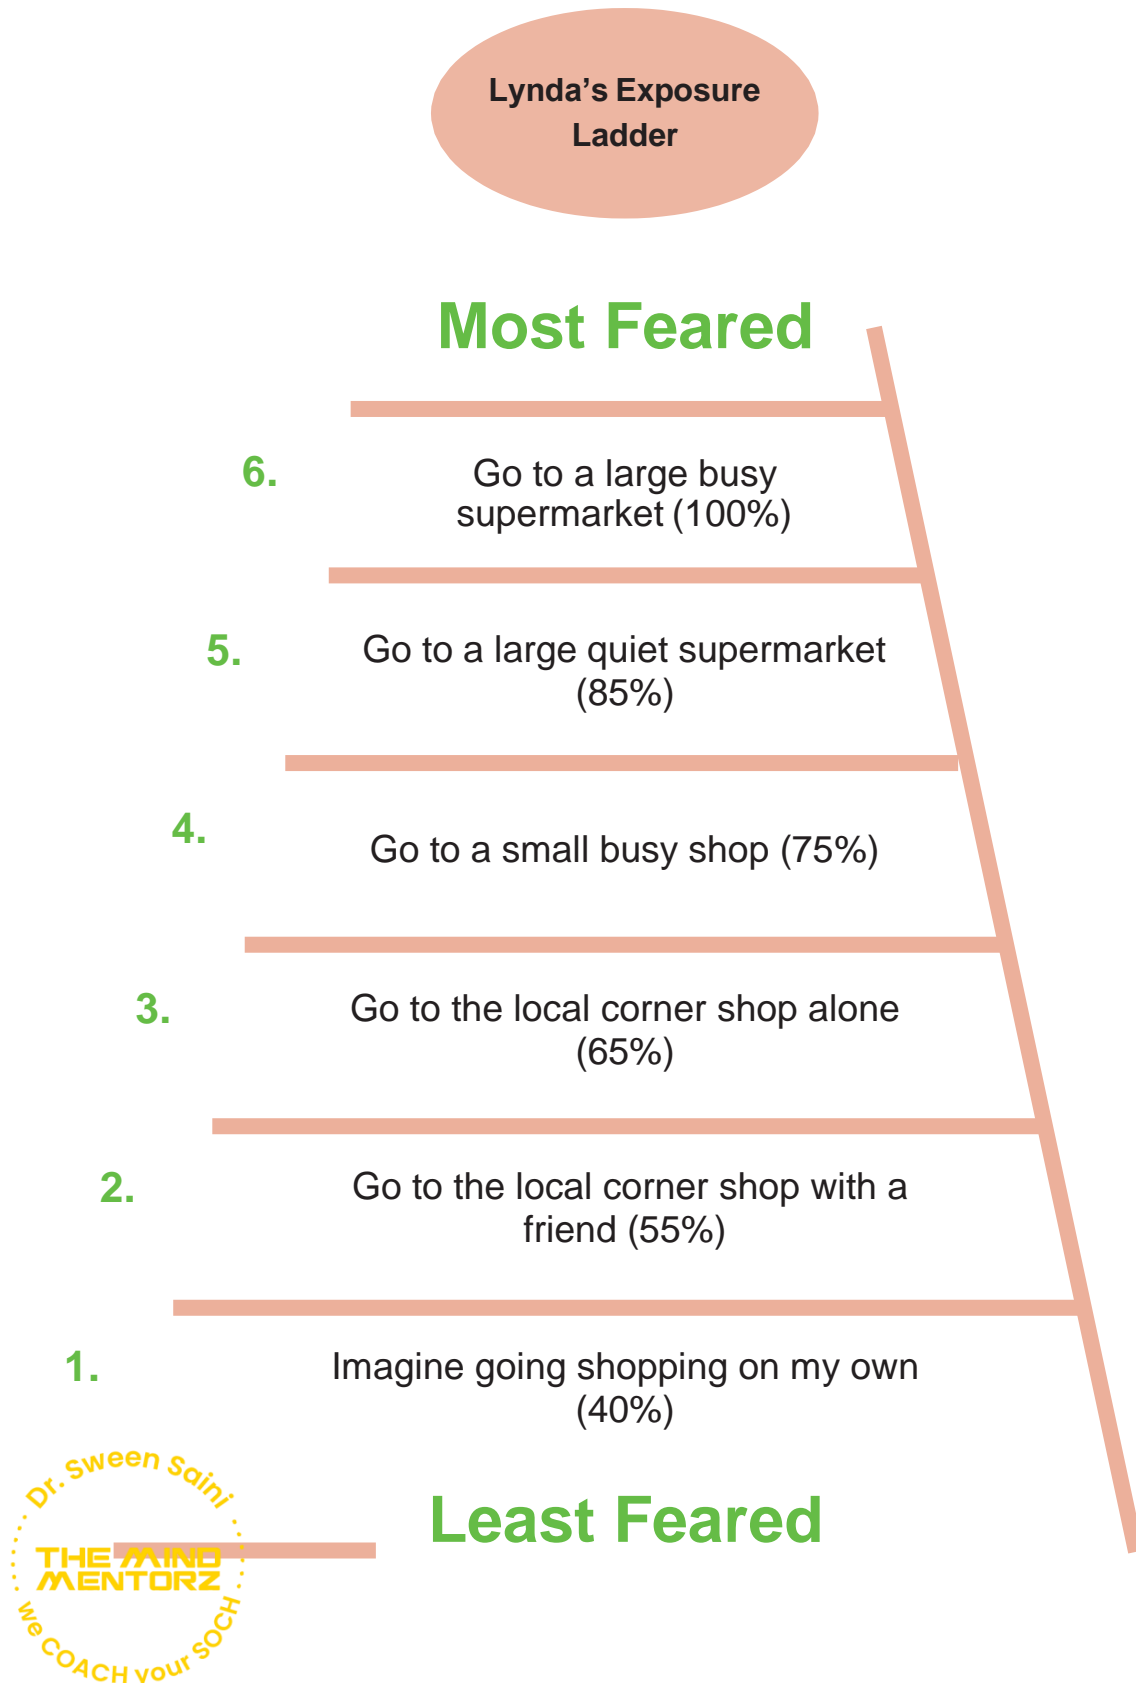 Lynda’s Exposure
Ladder
Most Feared
6.
Go to a large busy
supermarket (100%)
5.
Go to a large quiet supermarket
(85%)
4.
Go to a small busy shop (75%)
3.
Go to the local corner shop alone
(65%)
2.
Go to the local corner shop with a
friend (55%)
1.
Imagine going shopping on my own
(40%)
Least Feared
Dr. Sween Saini
THE MIND
MENTORZ
We COACH your SOCH